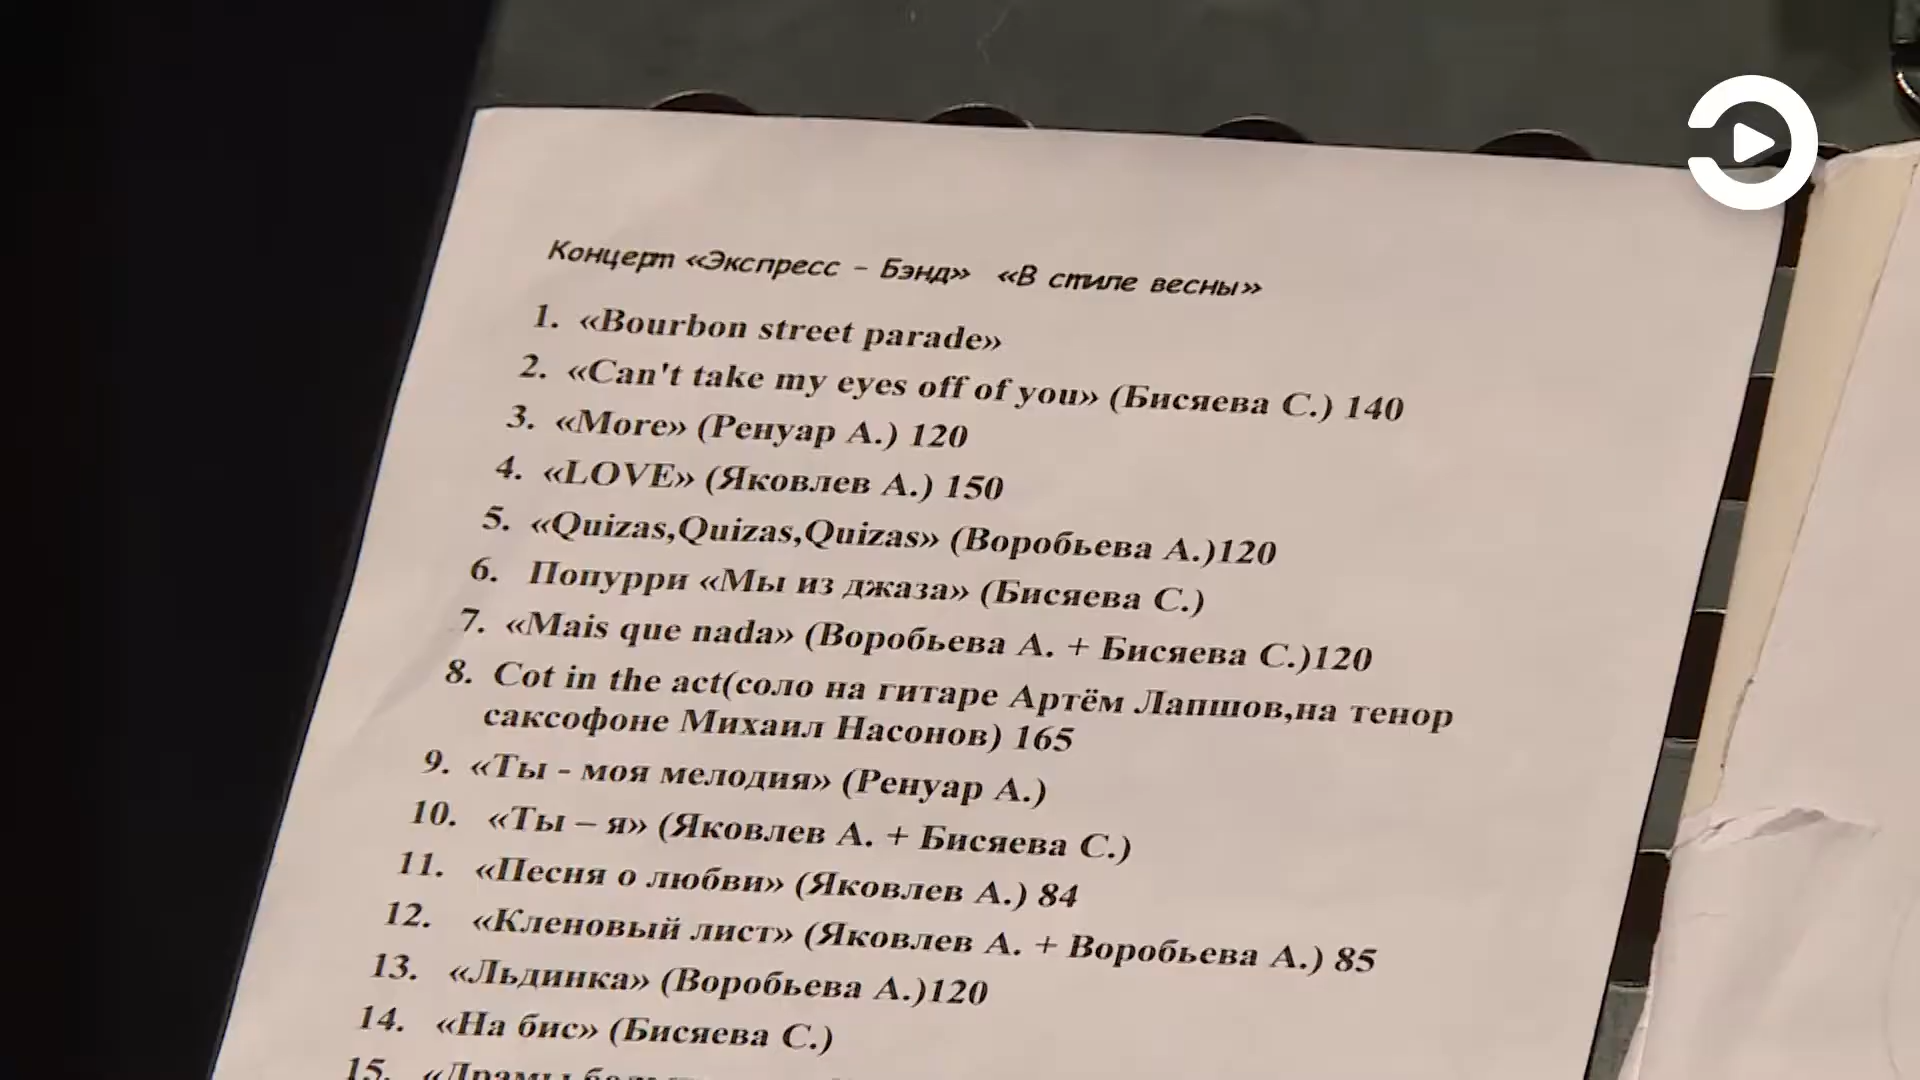 Концерт «Экспресс - Бэнд» «В стиле весны»
1. «Bourbon street parade»
2. «Can't take my eyes off of you» (Бисяева С.) 140
3. «More» (Ренуар А.) 120
4. «LOVE» (Яковлев А.) 150
5. «Quizas,Quizas,Quizas» (Воробьева А.)120
6. Попурри «Мы из джаза» (Бисяева С.)
7. «Mais que nada» (Воробьева А. + Бисяева С.)120
8. Cot in the act(соло на гитаре Артём Лапшов,на тенор
саксофоне Михаил Насонов) 165
9. «Ты - моя мелодия» (Ренуар А.)
10. «Ты – я» (Яковлев А. + Бисяева С.)
11. «Песня о любви» (Яковлев А.) 84
12. «Кленовый лист» (Яковлев А. + Воробьева А.) 85
13. «Льдинка» (Воробьева А.)120
14. «На бис» (Бисяева С.)
15. «Драмы